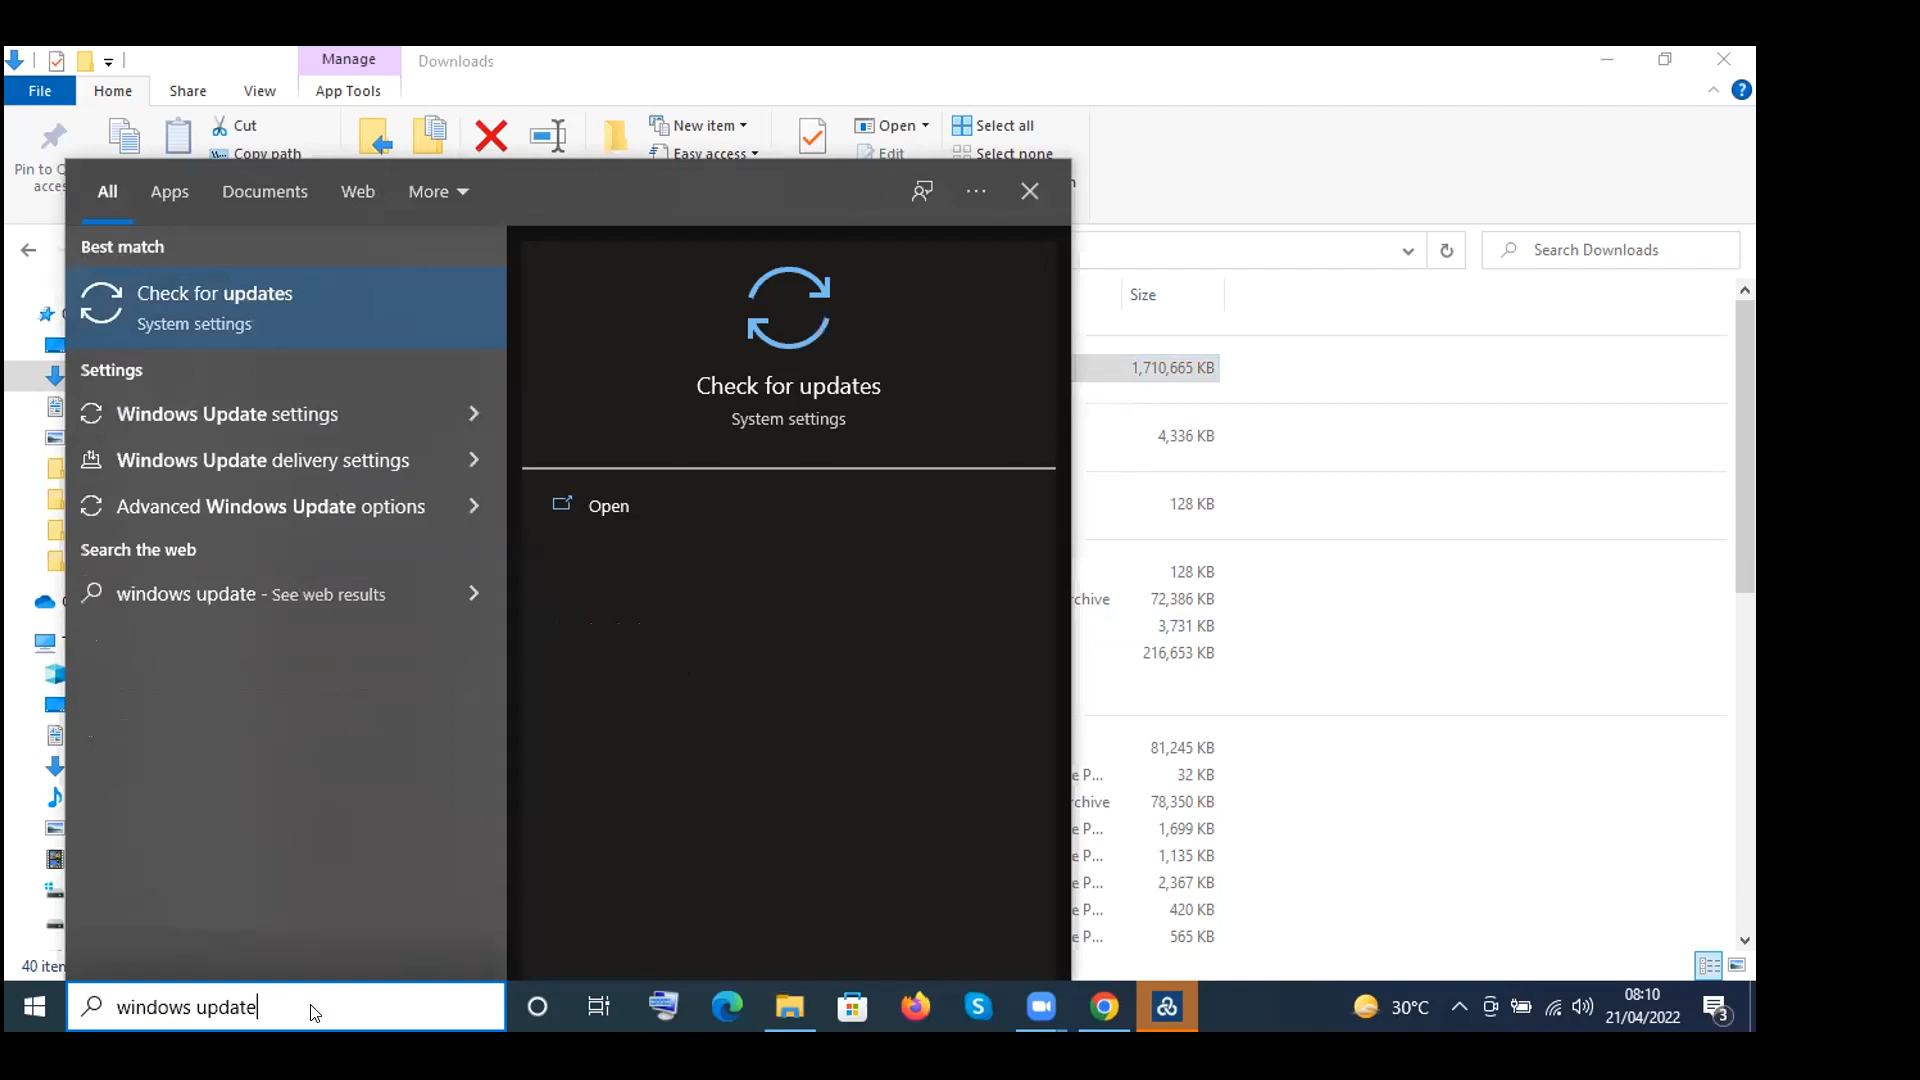 Manage
Downloads
File
Home
Share
View
App Tools
Cut
Copy path
New item
Easy access
Open
Edit
Select all
Select none
Pin to
All
Apps
Documents
Web
More
Best match
Check for updates
System settings
Settings
Windows Update settings
Windows Update delivery settings
Advanced Windows Update options
Search the web
windows update - See web results
Check for updates
System settings
Open
Search Downloads
Size
1,710,665 KB
4,336 KB
128 KB
128 KB
72,386 KB
3,731 KB
216,653 KB
81,245 KB
e P... 32 KB
78,350 KB
e P... 1,699 KB
e P... 1,135 KB
e P... 2,367 KB
e P... 420 KB
e P... 565 KB
40
windows update
30°C
08:10
21/04/2022
3